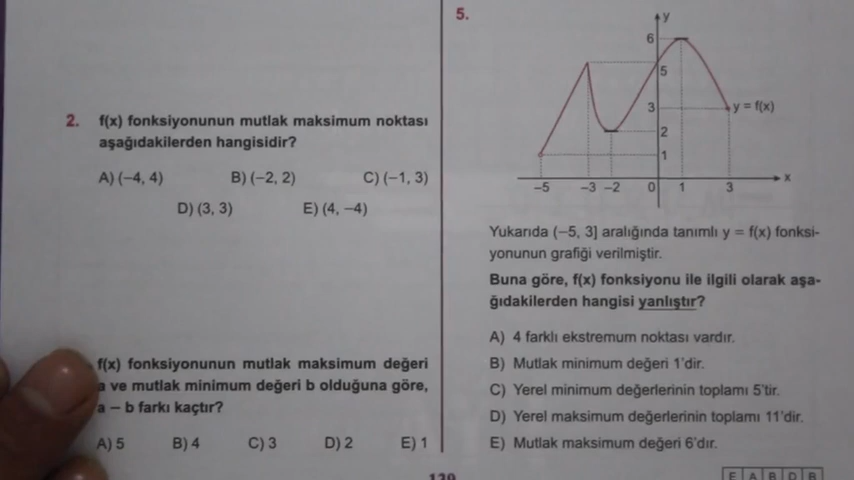 2. f(x) fonksiyonunun mutlak maksimum noktası
aşağıdakilerden hangisidir?
A) (−4, 4) B) (−2, 2) C) (−1, 3)
D) (3, 3) E) (4, −4)
f(x) fonksiyonunun mutlak maksimum değeri
a ve mutlak minimum değeri b olduğuna göre,
a − b farkı kaçtır?
A) 5 B) 4 C) 3 D) 2 E) 1
5.
y
6
5
3
2
1
y = f(x)
x
−5 −3 −2 0 1 3
Yukarıda (−5, 3] aralığında tanımlı y = f(x) fonksi-
yonunun grafiği verilmiştir.
Buna göre, f(x) fonksiyonu ile ilgili olarak aşa-
ğıdakilerden hangisi yanlıştır?
A) 4 farklı ekstremum noktası vardır.
B) Mutlak minimum değeri 1'dir.
C) Yerel minimum değerlerinin toplamı 5'tir.
D) Yerel maksimum değerlerinin toplamı 11'dir.
E) Mutlak maksimum değeri 6'dır.
E A B D B